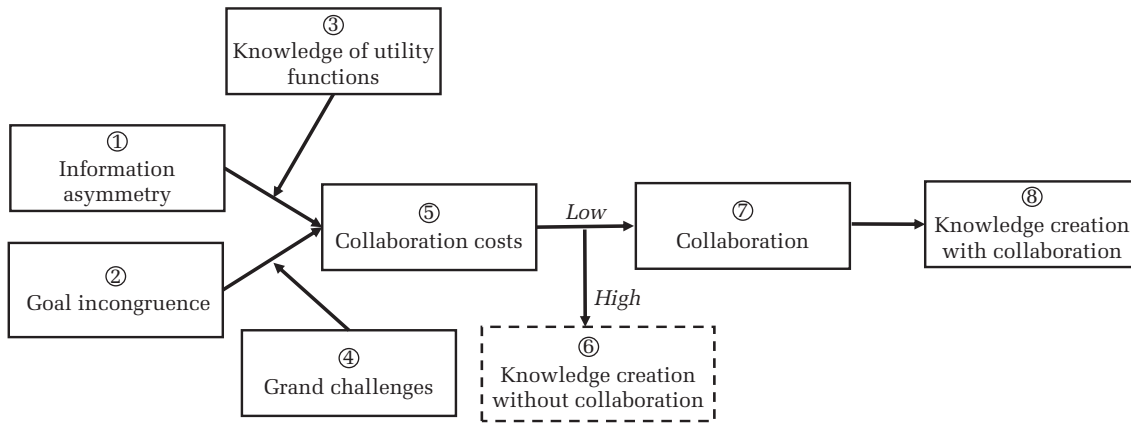 ③
Knowledge of utility
functions
①
Information
asymmetry
②
Goal incongruence
④
Grand challenges
⑤
Collaboration costs
Low
High
⑥
Knowledge creation
without collaboration
⑦
Collaboration
⑧
Knowledge creation
with collaboration